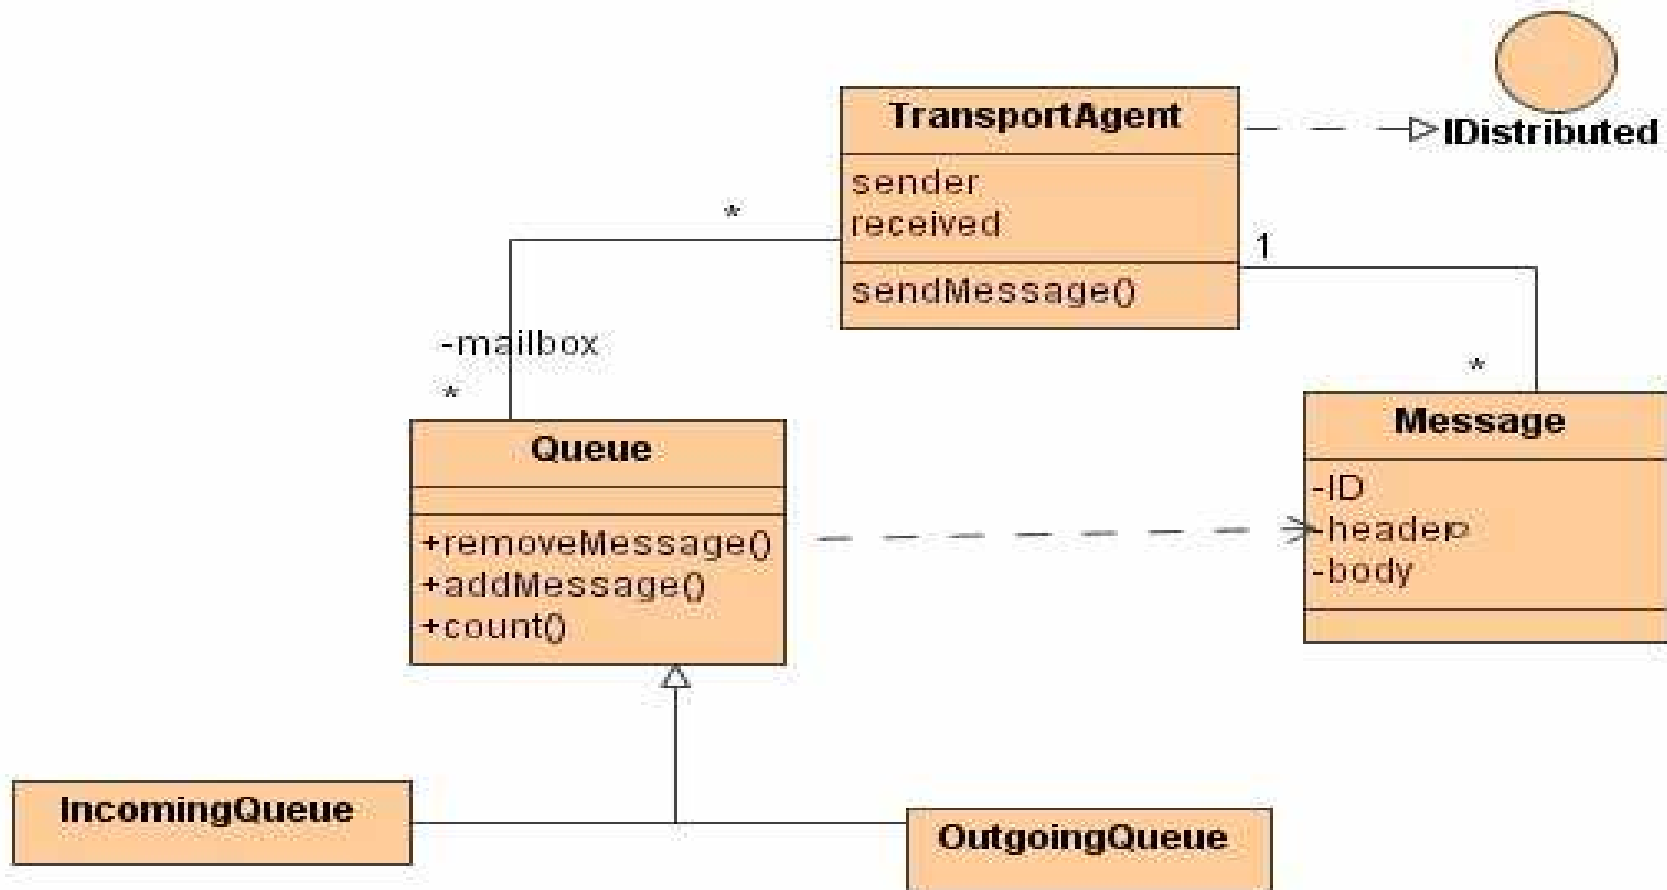 TransportAgent
IDistributed
sender
received
*
1
sendMessage()
-mailbox
*
*
Message
Queue
-ID
-header
-body
+removeMessage()
+addMessage()
+count()
IncomingQueue
OutgoingQueue